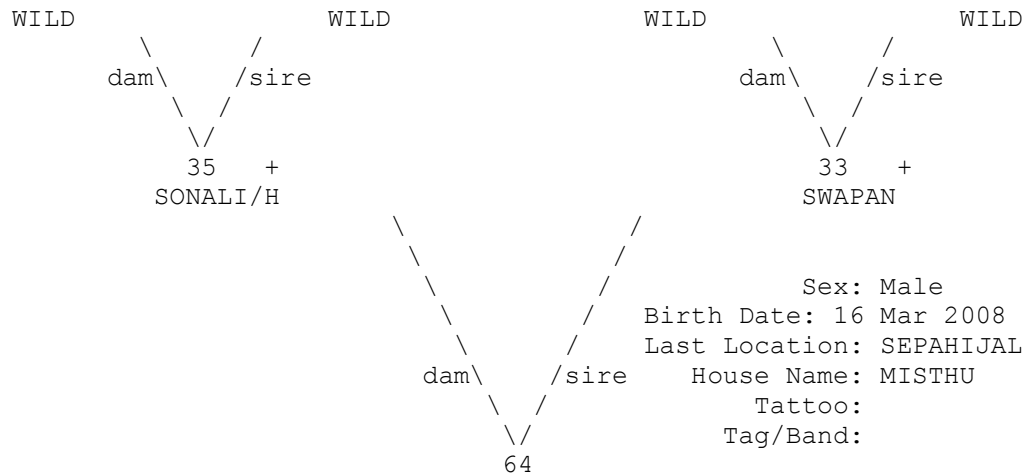 WILD WILD WILD WILD
\ / \ /
dam\ /sire dam\ /sire
\ / \ /
\/ \/
35 + 33 +
SONALI/H SWAPAN
\ /
\ /
\ / Sex: Male
\ / Birth Date: 16 Mar 2008
\ / Last Location: SEPAHIJAL
dam\ /sire House Name: MISTHU
\ / Tattoo:
\/ Tag/Band:
64